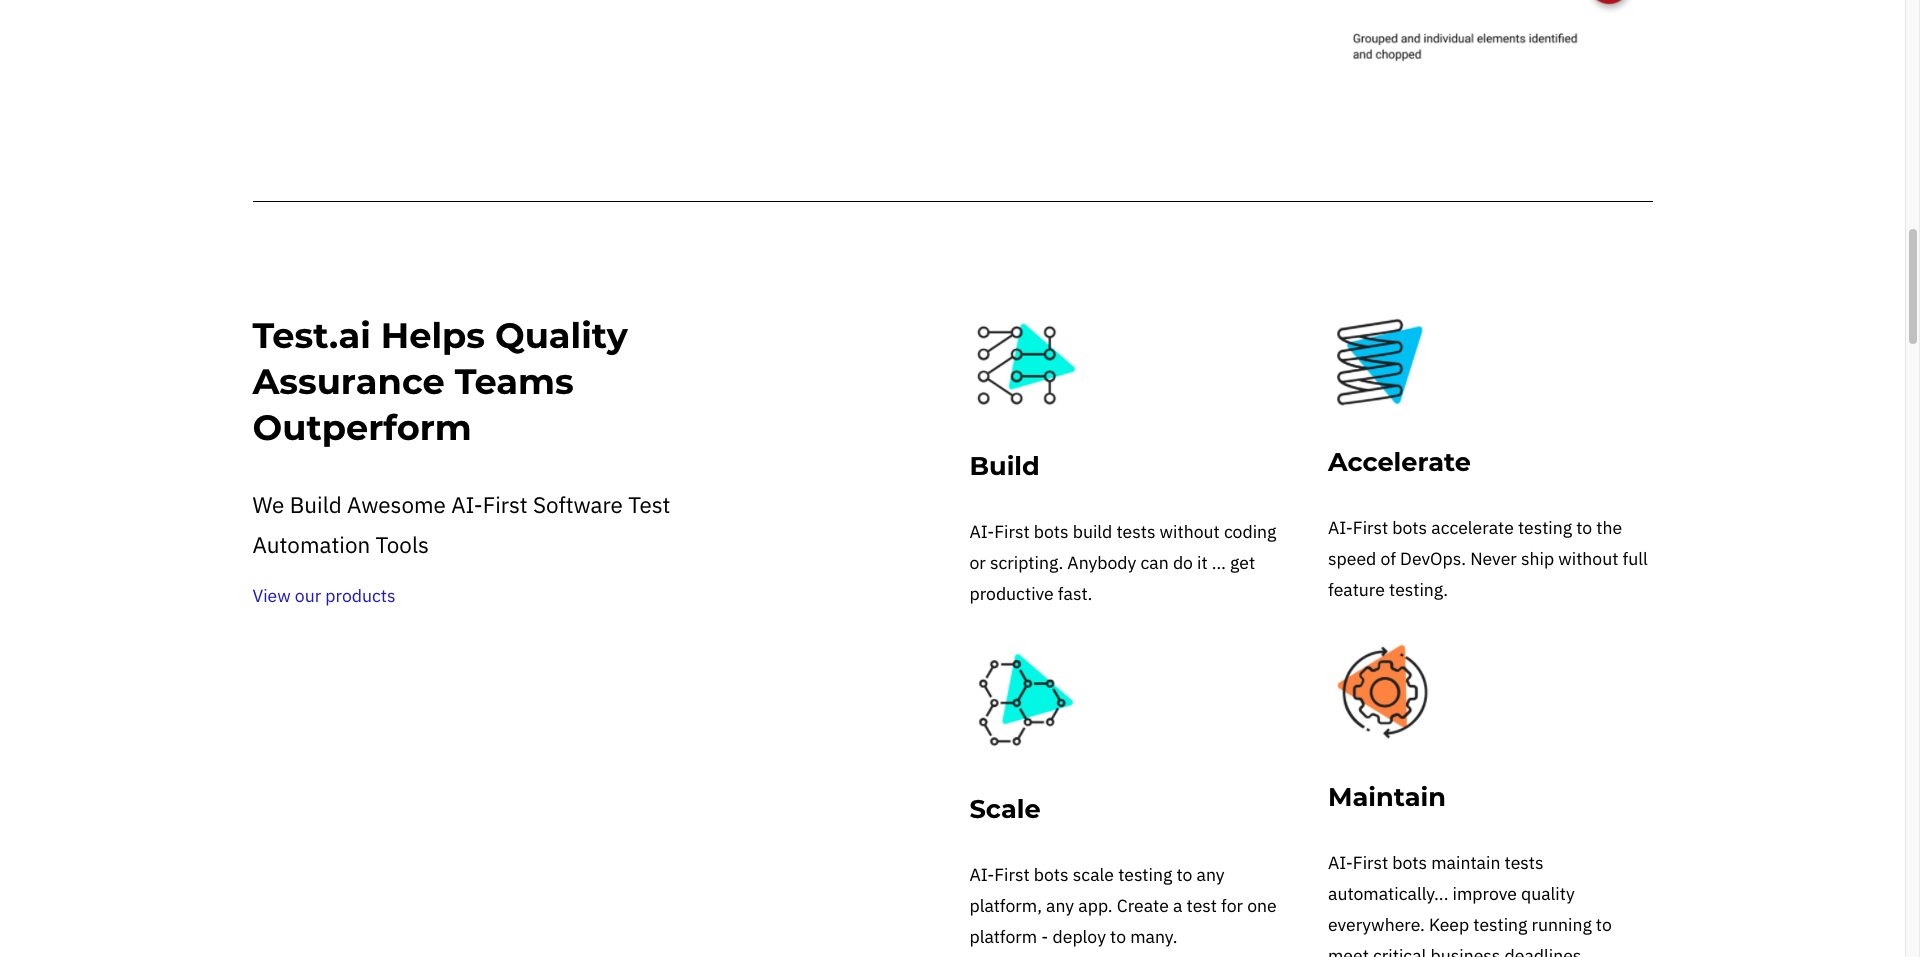 Grouped and individual elements identified
and chopped
Test.ai Helps Quality
Assurance Teams
Outperform
We Build Awesome AI-First Software Test
Automation Tools
View our products
Build
AI-First bots build tests without coding
or scripting. Anybody can do it ... get
productive fast.
Accelerate
AI-First bots accelerate testing to the
speed of DevOps. Never ship without full
feature testing.
Scale
AI-First bots scale testing to any
platform, any app. Create a test for one
platform - deploy to many.
Maintain
AI-First bots maintain tests
automatically... improve quality
everywhere. Keep testing running to
meet critical business deadlines